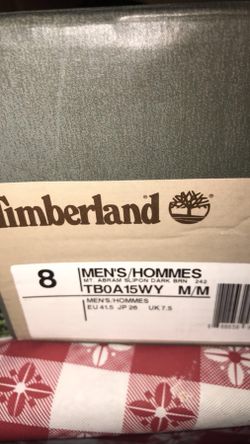 Timberland
8
MEN'S/HOMMES
MT. ABRAM SLIPON DARK BRN 242
TB0A15WY M/M
MEN'S/HOMMES
EU 41.5 JP 26 UK 7.5